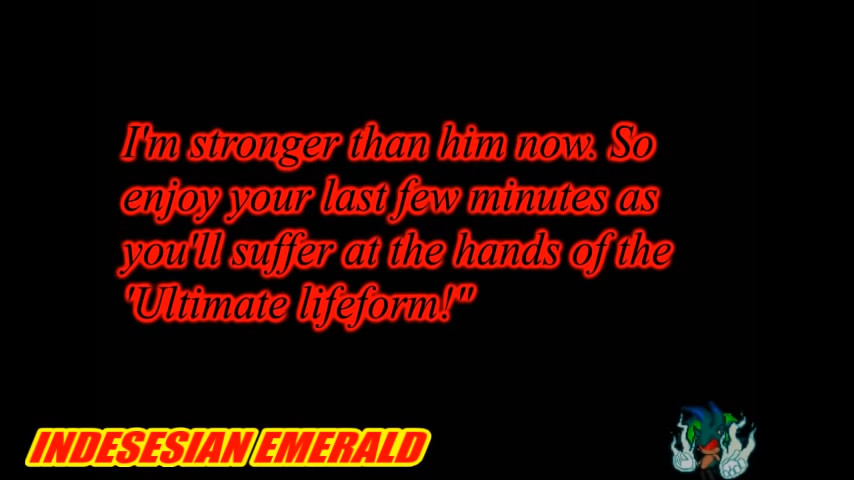 I'm stronger than him now. So
enjoy your last few minutes as
you'll suffer at the hands of the
'Ultimate lifeform!"
INDESESIAN EMERALD